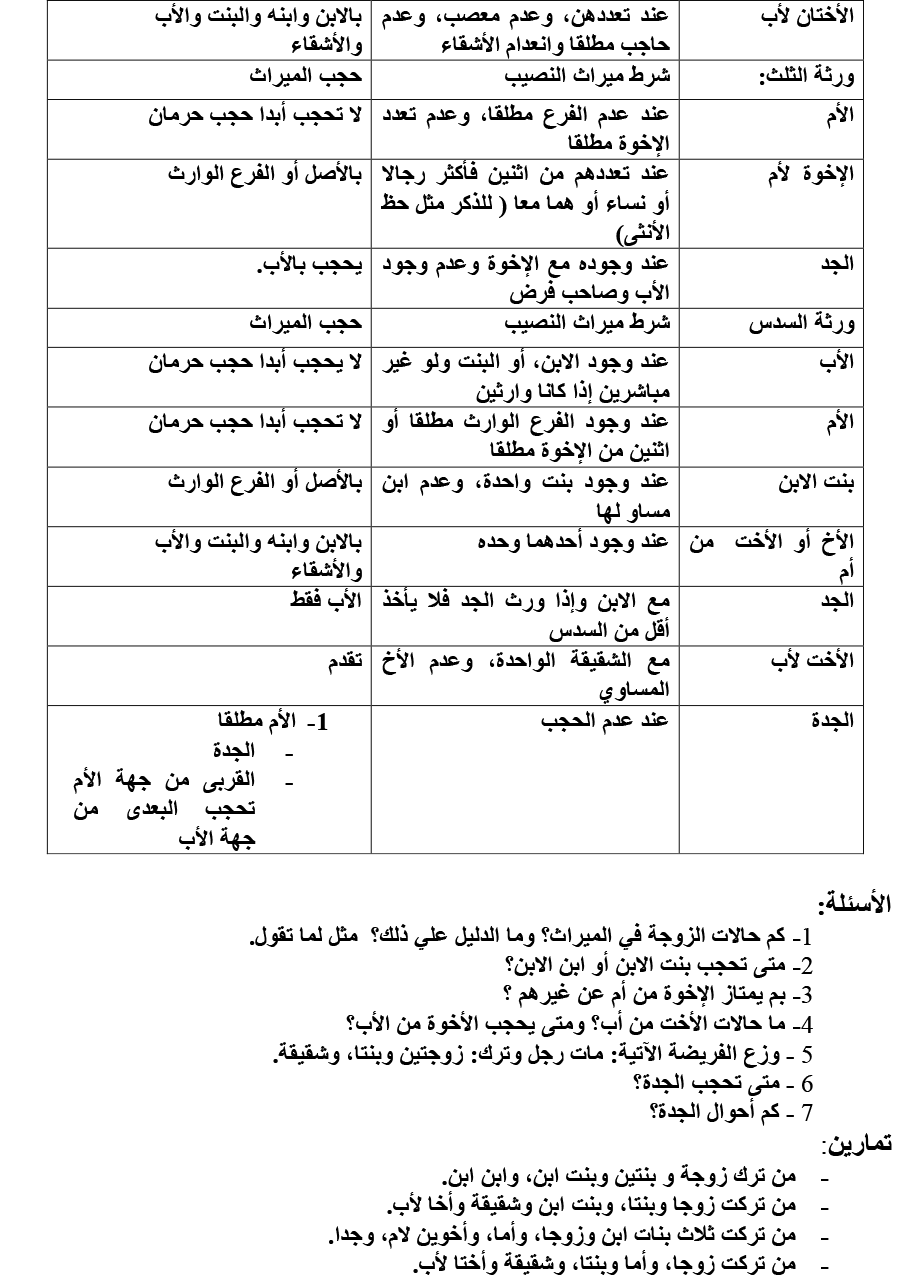 الأختان لأب
عند تعددهن، وعدم معصب، وعدم
حاجب مطلقا وانعدام الأشقاء
بالابن وابنه والبنت والأب
والأشقاء
ورثة الثلث:
شرط ميراث النصيب
حجب الميراث
الأم
عند عدم الفرع مطلقا، وعدم تعدد
الإخوة مطلقا
لا تحجب أبدا حجب حرمان
الإخوة لأم
عند تعددهم من اثنين فأكثر رجالا
أو نساء أو هما معا ( للذكر مثل حظ
الأنثى)
بالأصل أو الفرع الوارث
الجد
عند وجوده مع الإخوة وعدم وجود
الأب وصاحب فرض
يحجب بالأب.
ورثة السدس
شرط ميراث النصيب
حجب الميراث
الأب
عند وجود الابن، أو البنت ولو غير
مباشرين إذا كانا وارثين
لا يحجب أبدا حجب حرمان
الأم
عند وجود الفرع الوارث مطلقا أو
اثنين من الإخوة مطلقا
لا تحجب أبدا حجب حرمان
بنت الابن
عند وجود بنت واحدة، وعدم ابن
مساو لها
بالأصل أو الفرع الوارث
الأخ أو الأخت من
أم
عند وجود أحدهما وحده
بالابن وابنه والبنت والأب
والأشقاء
الجد
مع الابن وإذا ورث الجد فلا يأخذ
أقل من السدس
الأب فقط
الأخت لأب
مع الشقيقة الواحدة، وعدم الأخ
المساوي
تقدم
الجدة
عند عدم الحجب
1- الأم مطلقا
- الجدة
- القربى من جهة الأم
تحجب البعدى من
جهة الأب
الأسئلة:
1- كم حالات الزوجة في الميراث؟ وما الدليل علي ذلك؟ مثل لما تقول.
2- متى تحجب بنت الابن أو ابن الابن؟
3- بم يمتاز الإخوة من أم عن غيرهم ؟
4- ما حالات الأخت من أب؟ ومتى يحجب الأخوة من الأب؟
5 - وزع الفريضة الآتية: مات رجل وترك: زوجتين وبنتا، وشقيقة.
6 - متى تحجب الجدة؟
7 - كم أحوال الجدة؟
تمارين:
- من ترك زوجة و بنتين وبنت ابن، وابن ابن.
- من تركت زوجا وبنتا، وبنت ابن وشقيقة وأخا لأب.
- من تركت ثلاث بنات ابن وزوجا، وأما، وأخوين لام، وجدا.
- من تركت زوجا، وأما وبنتا، وشقيقة وأختا لأب.